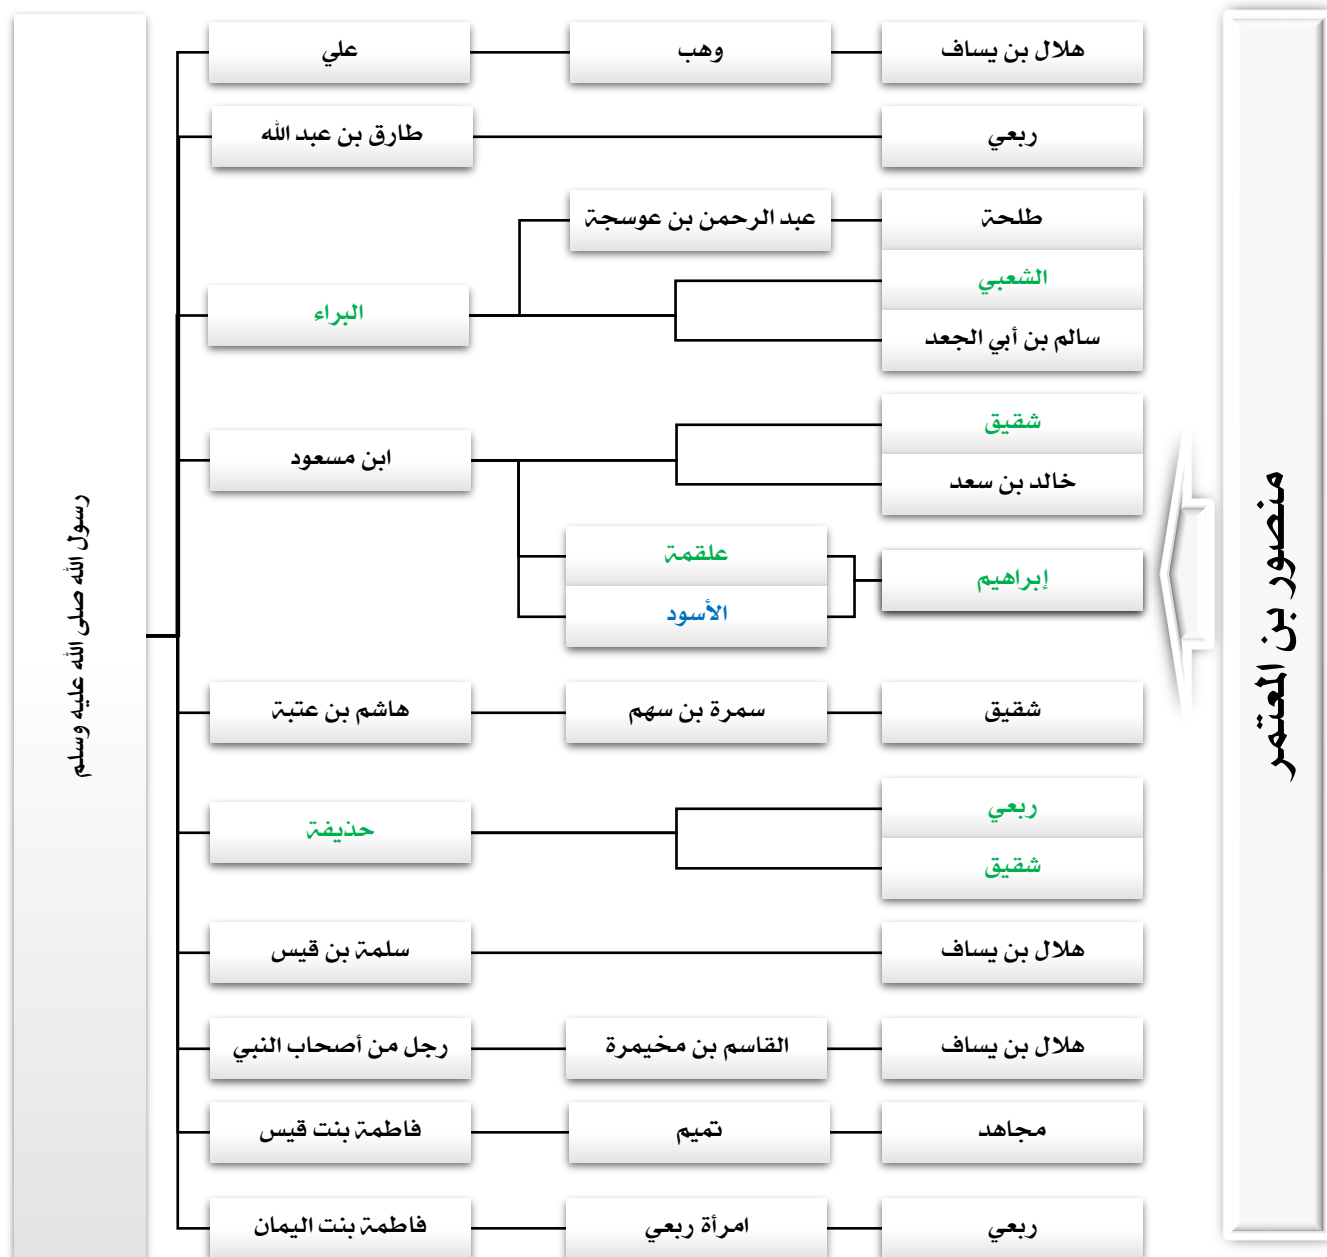 منصور بن المعتمر
هلال بن يساف
وهب
علي
ربعي
طارق بن عبد الله
طلحة
عبد الرحمن بن عوسجة
الشعبي
البراء
سالم بن أبي الجعد
شقيق
ابن مسعود
خالد بن سعد
علقمة
إبراهيم
الأسود
شقيق
سمرة بن سهم
هاشم بن عتبة
ربعي
حذيفة
شقيق
هلال بن يساف
سلمة بن قيس
هلال بن يساف
القاسم بن مخيمرة
رجل من أصحاب النبي
مجاهد
تميم
فاطمة بنت قيس
ربعي
امرأة ربعي
فاطمة بنت اليمان
رسول الله صلى الله عليه وسلم